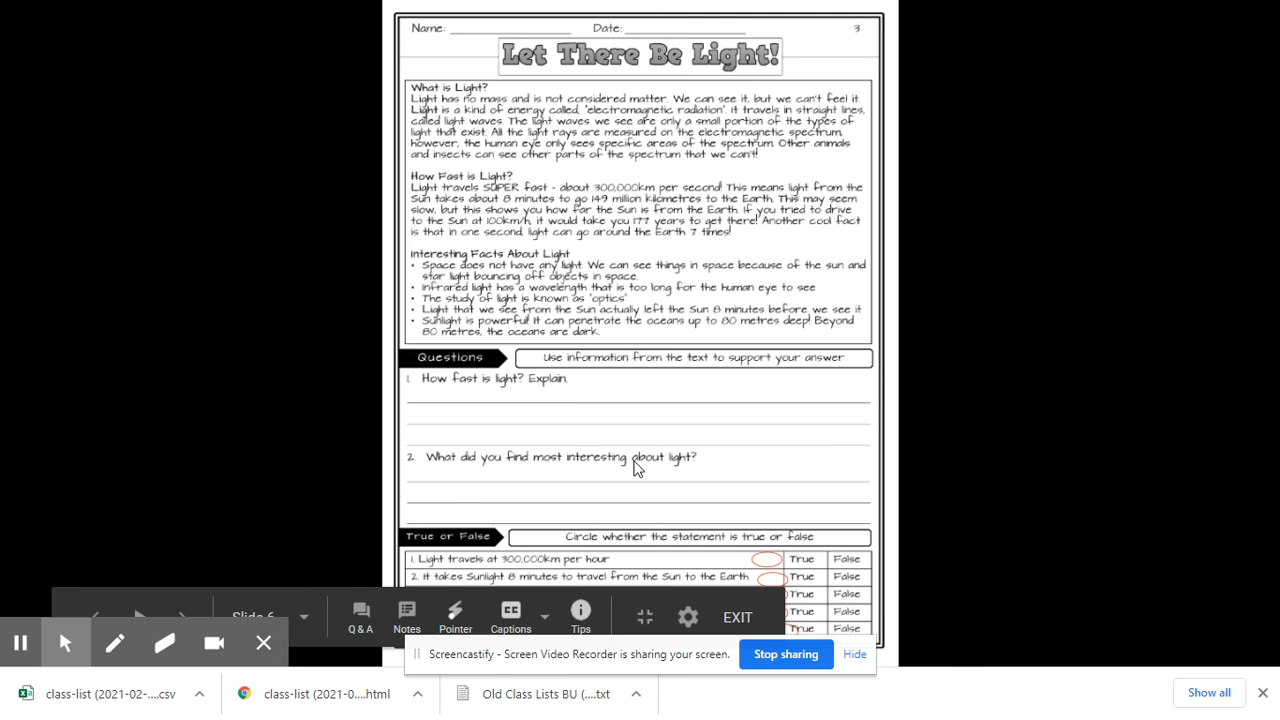 Name: Date: 3
Let There Be Light!
What is Light?
Light has no mass and is not considered matter. We can see it, but we can't feel it.
Light is a kind of energy called, "electromagnetic radiation". It travels in straight lines,
called light waves. The light waves we see are only a small portion of the types of
light that exist. All the light rays are measured on the electromagnetic spectrum,
however, the human eye only sees specific areas of the spectrum. Other animals
and insects can see other parts of the spectrum that we can't!
How Fast is Light?
Light travels SUPER fast - about 300,000km per second! This means light from the
Sun takes about 8 minutes to go 149 million kilometres to the Earth. This may seem
slow, but this shows you how far the Sun is from the Earth. If you tried to drive
to the Sun at 100km/h, it would take you 177 years to get there! Another cool fact
is that in one second, light can go around the Earth 7 times!
Interesting Facts About Light
• Space does not have any light. We can see things in space because of the sun and
star light bouncing off objects in space.
• Infrared light has a wavelength that is too long for the human eye to see
• The study of light is known as "optics"
• Light that we see from the Sun actually left the Sun 8 minutes before we see it
• Sunlight is powerful! It can penetrate the oceans up to 80 metres deep! Beyond
80 metres, the oceans are dark.
Questions Use information from the text to support your answer
1. How fast is light? Explain.
2. What did you find most interesting about light?
True or False Circle whether the statement is true or false
1. Light travels at 300,000km per hour True False
2. It takes Sunlight 8 minutes to travel from the Sun to the Earth True False
True False
True False
True False
Slide 6
Q & A Notes Pointer Captions Tips EXIT
Screencastify - Screen Video Recorder is sharing your screen. Stop sharing Hide
class-list (2021-02-....csv class-list (2021-0....html Old Class Lists BU (....txt Show all